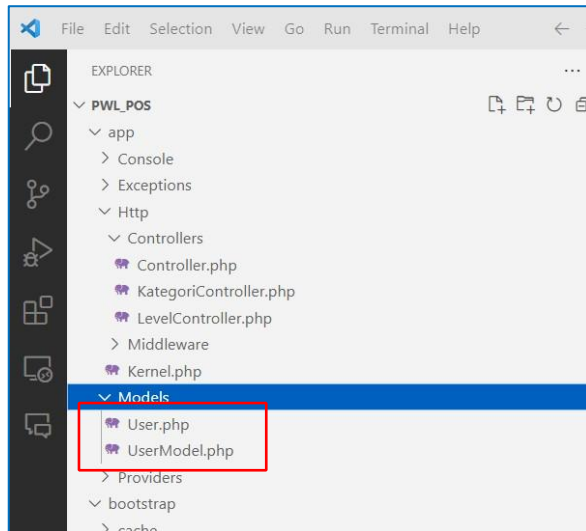 File Edit Selection View Go Run Terminal Help
EXPLORER
PWL_POS
app
Console
Exceptions
Http
Controllers
Controller.php
KategoriController.php
LevelController.php
Middleware
Kernel.php
Models
User.php
UserModel.php
Providers
bootstrap
cache